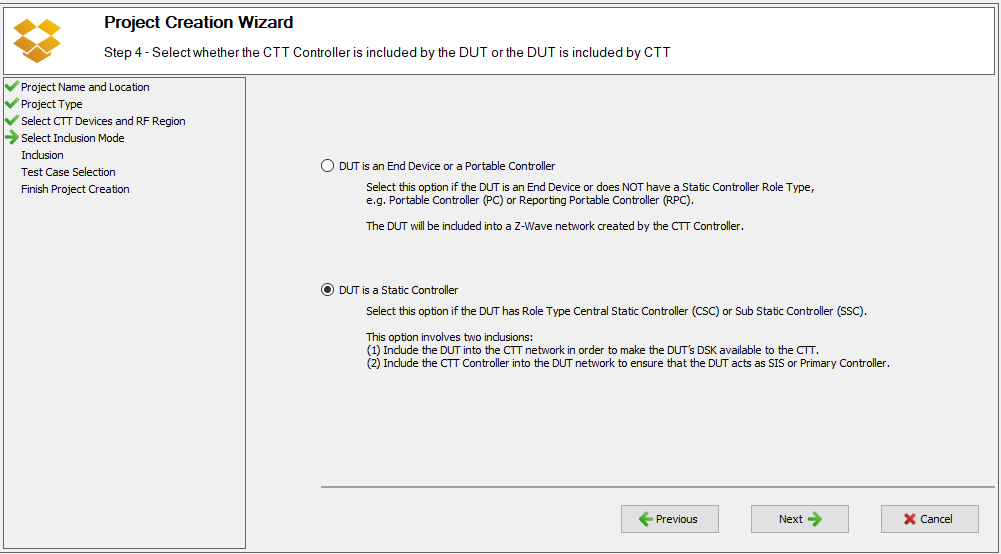 Project Creation Wizard
Step 4 - Select whether the CTT Controller is included by the DUT or the DUT is included by CTT
Project Name and Location
Project Type
Select CTT Devices and RF Region
Select Inclusion Mode
Inclusion
Test Case Selection
Finish Project Creation
DUT is an End Device or a Portable Controller
Select this option if the DUT is an End Device or does NOT have a Static Controller Role Type,
e.g. Portable Controller (PC) or Reporting Portable Controller (RPC).
The DUT will be included into a Z-Wave network created by the CTT Controller.
DUT is a Static Controller
Select this option if the DUT has Role Type Central Static Controller (CSC) or Sub Static Controller (SSC).
This option involves two inclusions:
(1) Include the DUT into the CTT network in order to make the DUT's DSK available to the CTT.
(2) Include the CTT Controller into the DUT network to ensure that the DUT acts as SIS or Primary Controller.
Previous
Next
Cancel